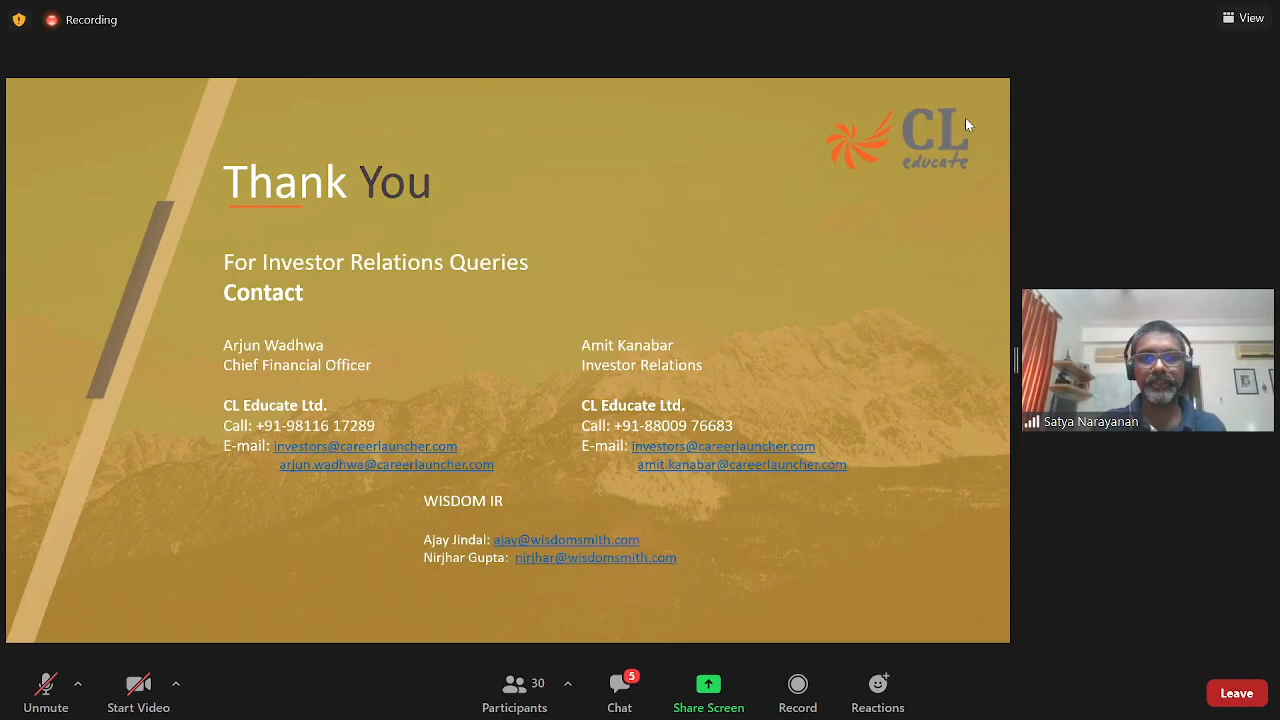 Recording
View
CL
educate
Thank You
For Investor Relations Queries
Contact
Arjun Wadhwa
Chief Financial Officer
CL Educate Ltd.
Call: +91-98116 17289
E-mail: investors@careerlauncher.com
arjun.wadhwa@careerlauncher.com
Amit Kanabar
Investor Relations
CL Educate Ltd.
Call: +91-88009 76683
E-mail: investors@careerlauncher.com
amit.kanabar@careerlauncher.com
WISDOM IR
Ajay Jindal: ajay@wisdomsmith.com
Nirjhar Gupta: nirjhar@wisdomsmith.com
Satya Narayanan
Unmute
Start Video
30
Participants
5
Chat
Share Screen
Record
Reactions
Leave